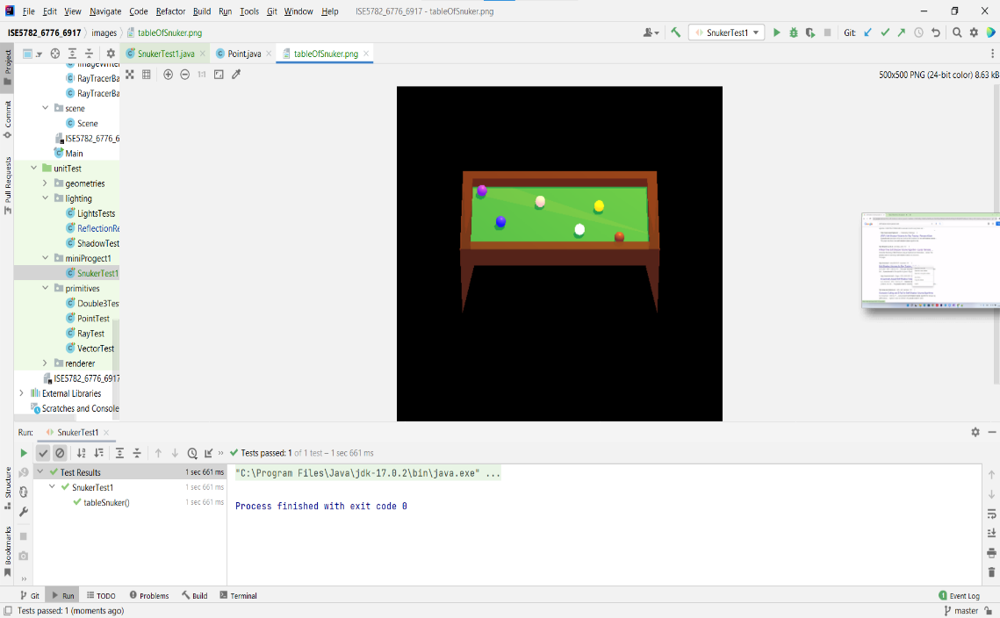 File Edit View Navigate Code Refactor Build Run Tools Git Window Help ISE5782_6776_6917 - tableOfSnuker.png
ISE5782_6776_6917 images tableOfSnuker.png SnukerTest1 Git:
SnukerTest1.java Point.java tableOfSnuker.png
1:1 500x500 PNG (24-bit color) 8.63 kB
Project
Commit
Pull Requests
ImageWriter
RayTracerBa
RayTracerBa
scene
Scene
ISE5782_6776_6
Main
unitTest
geometries
lighting
LightsTests
ReflectionRe
ShadowTest
miniProgect1
SnukerTest1
primitives
Double3Tes
PointTest
RayTest
VectorTest
renderer
ISE5782_6776_6917
External Libraries
Scratches and Console
Run: SnukerTest1
Tests passed: 1 of 1 test – 1 sec 661 ms
Test Results 1 sec 661 ms
SnukerTest1 1 sec 661 ms
tableSnuker() 1 sec 661 ms
"C:\Program Files\Java\jdk-17.0.2\bin\java.exe" ...
Process finished with exit code 0
Structure
Bookmarks
Git Run TODO Problems Build Terminal 1 Event Log
Tests passed: 1 (moments ago) master